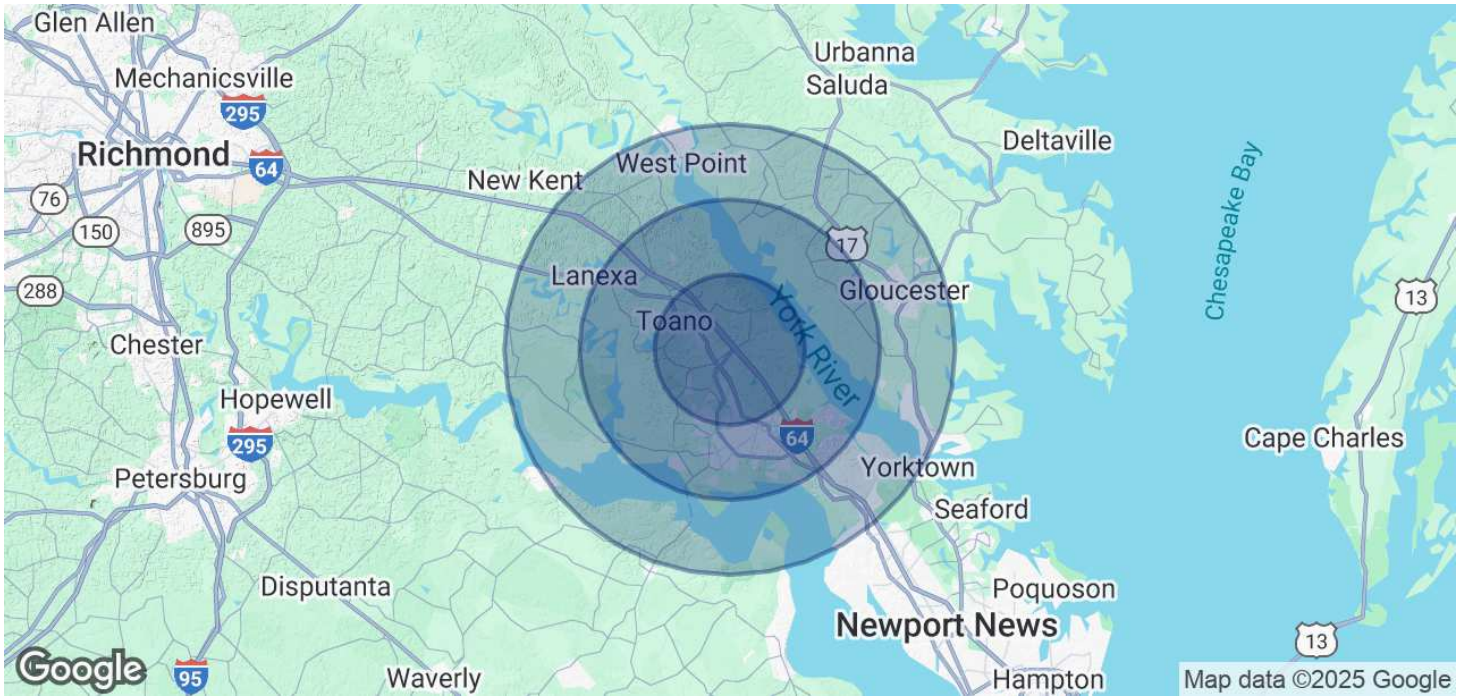 Glen Allen
Urbanna
Saluda
Mechanicsville
295
Deltaville
Richmond
64
West Point
New Kent
76
150
895
17
Chesapeake Bay
288
Lanexa
Gloucester
13
Toano
York River
Chester
Hopewell
295
64
Cape Charles
Petersburg
Yorktown
Seaford
Disputanta
Poquoson
Newport News
13
Google
95
Waverly
Hampton
Map data ©2025 Google